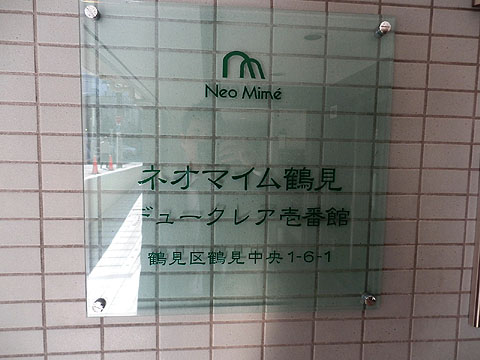 Neo Mimé
ネオマイム鶴見
デュークレア壱番館
鶴見区鶴見中央1-6-1